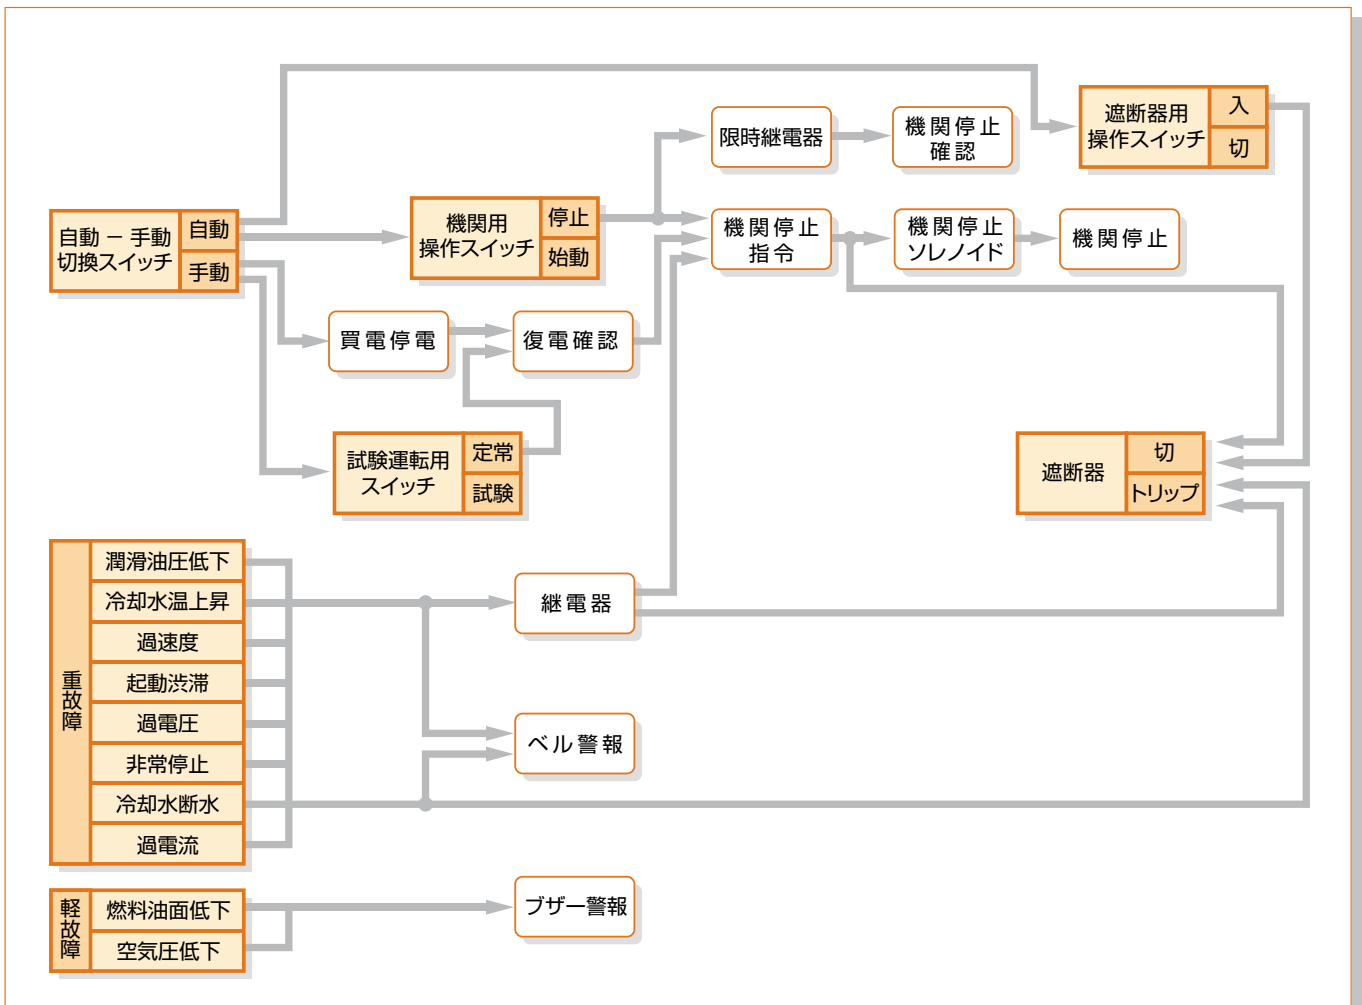 自動 − 手動
切換スイッチ
自動
手動
機関用
操作スイッチ
停止
始動
限時継電器
機関停止
確認
遮断器用
操作スイッチ
入
切
機関停止
指令
機関停止
ソレノイド
機関停止
買電停電
復電確認
試験運転用
スイッチ
定常
試験
遮断器
切
トリップ
重故障
潤滑油圧低下
冷却水温上昇
過速度
起動渋滞
過電圧
非常停止
冷却水断水
過電流
継電器
ベル警報
軽故障
燃料油面低下
空気圧低下
ブザー警報